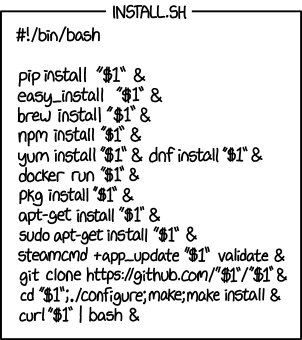 INSTALL.SH
#!/bin/bash
pip install "$1" &
easy_install "$1" &
brew install "$1" &
npm install "$1" &
yum install "$1" & dnf install "$1" &
docker run "$1" &
pkg install "$1" &
apt-get install "$1" &
sudo apt-get install "$1" &
steamcmd +app_update "$1" validate &
git clone https://github.com/"$1"/"$1" &
cd "$1";./configure;make;make install &
curl "$1" | bash &